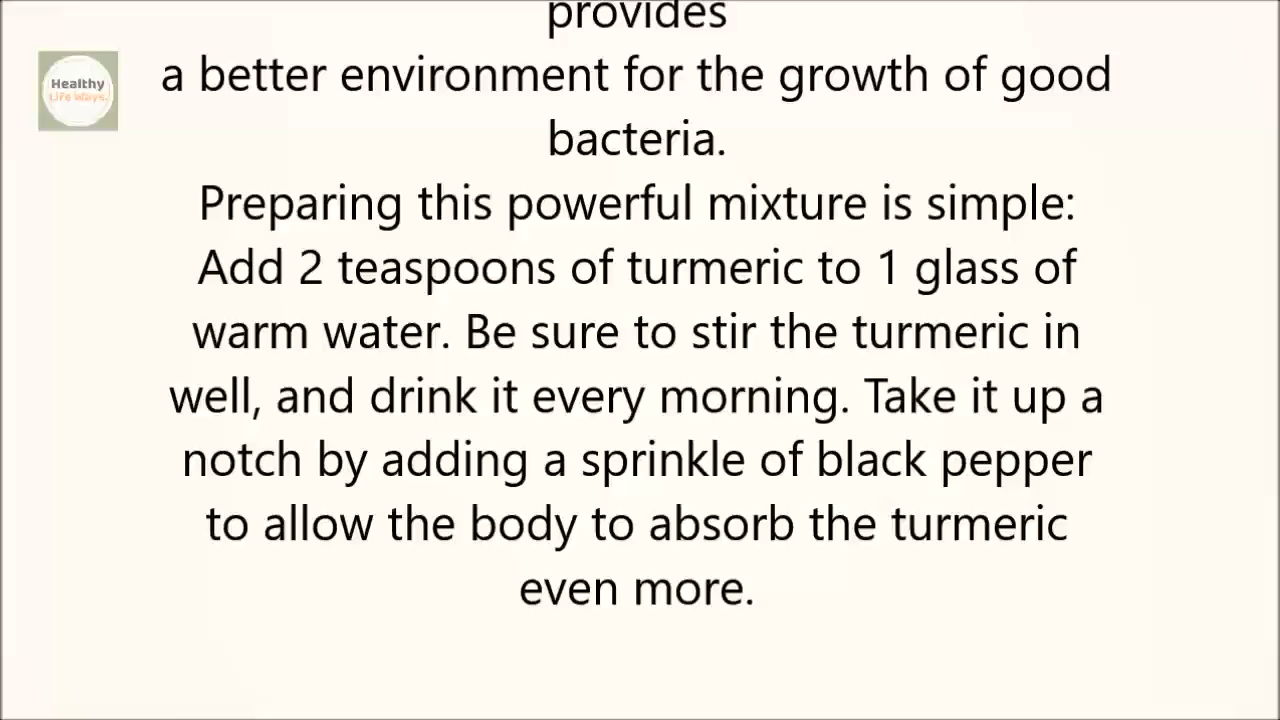 provides
a better environment for the growth of good
bacteria.
Preparing this powerful mixture is simple:
Add 2 teaspoons of turmeric to 1 glass of
warm water. Be sure to stir the turmeric in
well, and drink it every morning. Take it up a
notch by adding a sprinkle of black pepper
to allow the body to absorb the turmeric
even more.
Healthy
Life Ways.